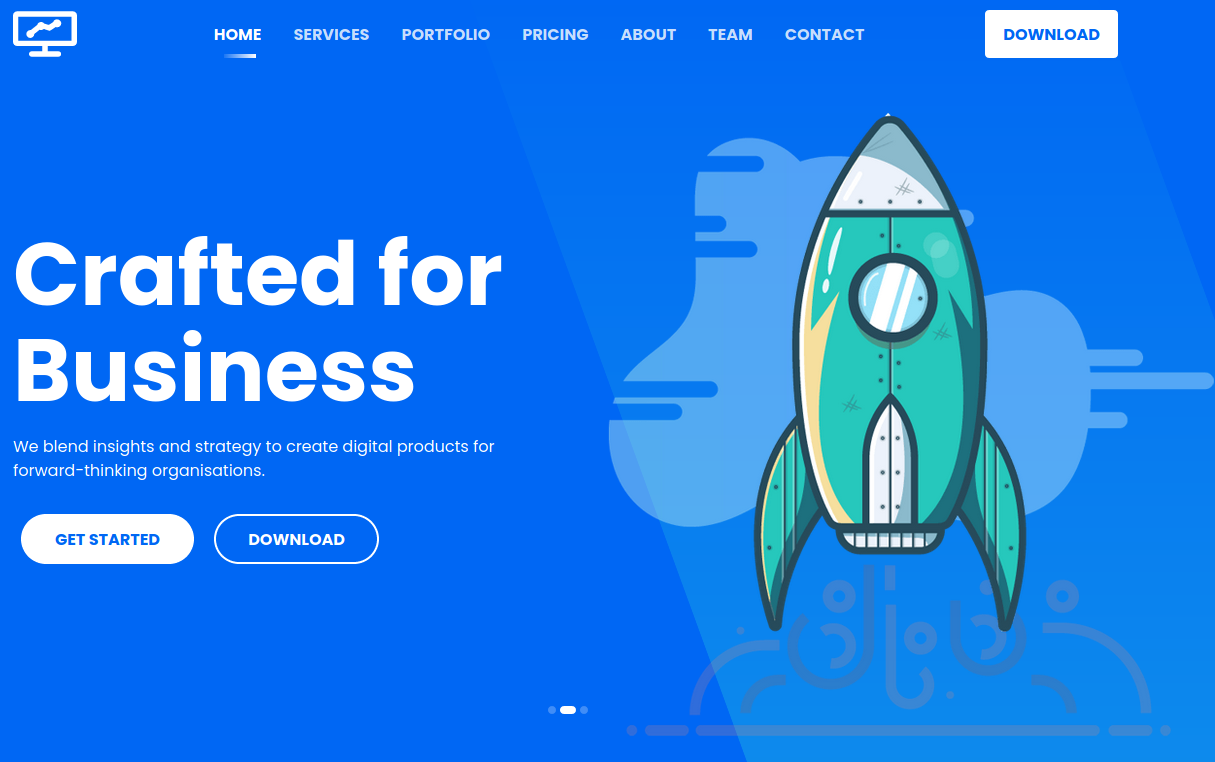 HOME SERVICES PORTFOLIO PRICING ABOUT TEAM CONTACT DOWNLOAD
Crafted for
Business
We blend insights and strategy to create digital products for
forward-thinking organisations.
GET STARTED DOWNLOAD